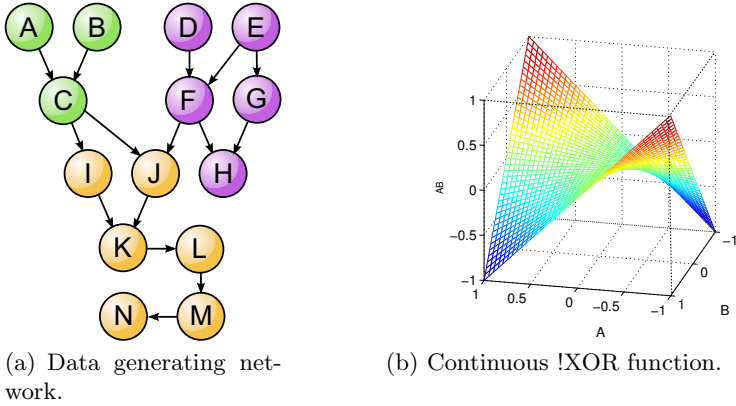 A B D E
C F G
I J H
K L
N M
(a) Data generating net-
work.
1
0.5
0
−0.5
−1
AB
1 0.5 0 −0.5 −1
A
1 0 −1
B
(b) Continuous !XOR function.